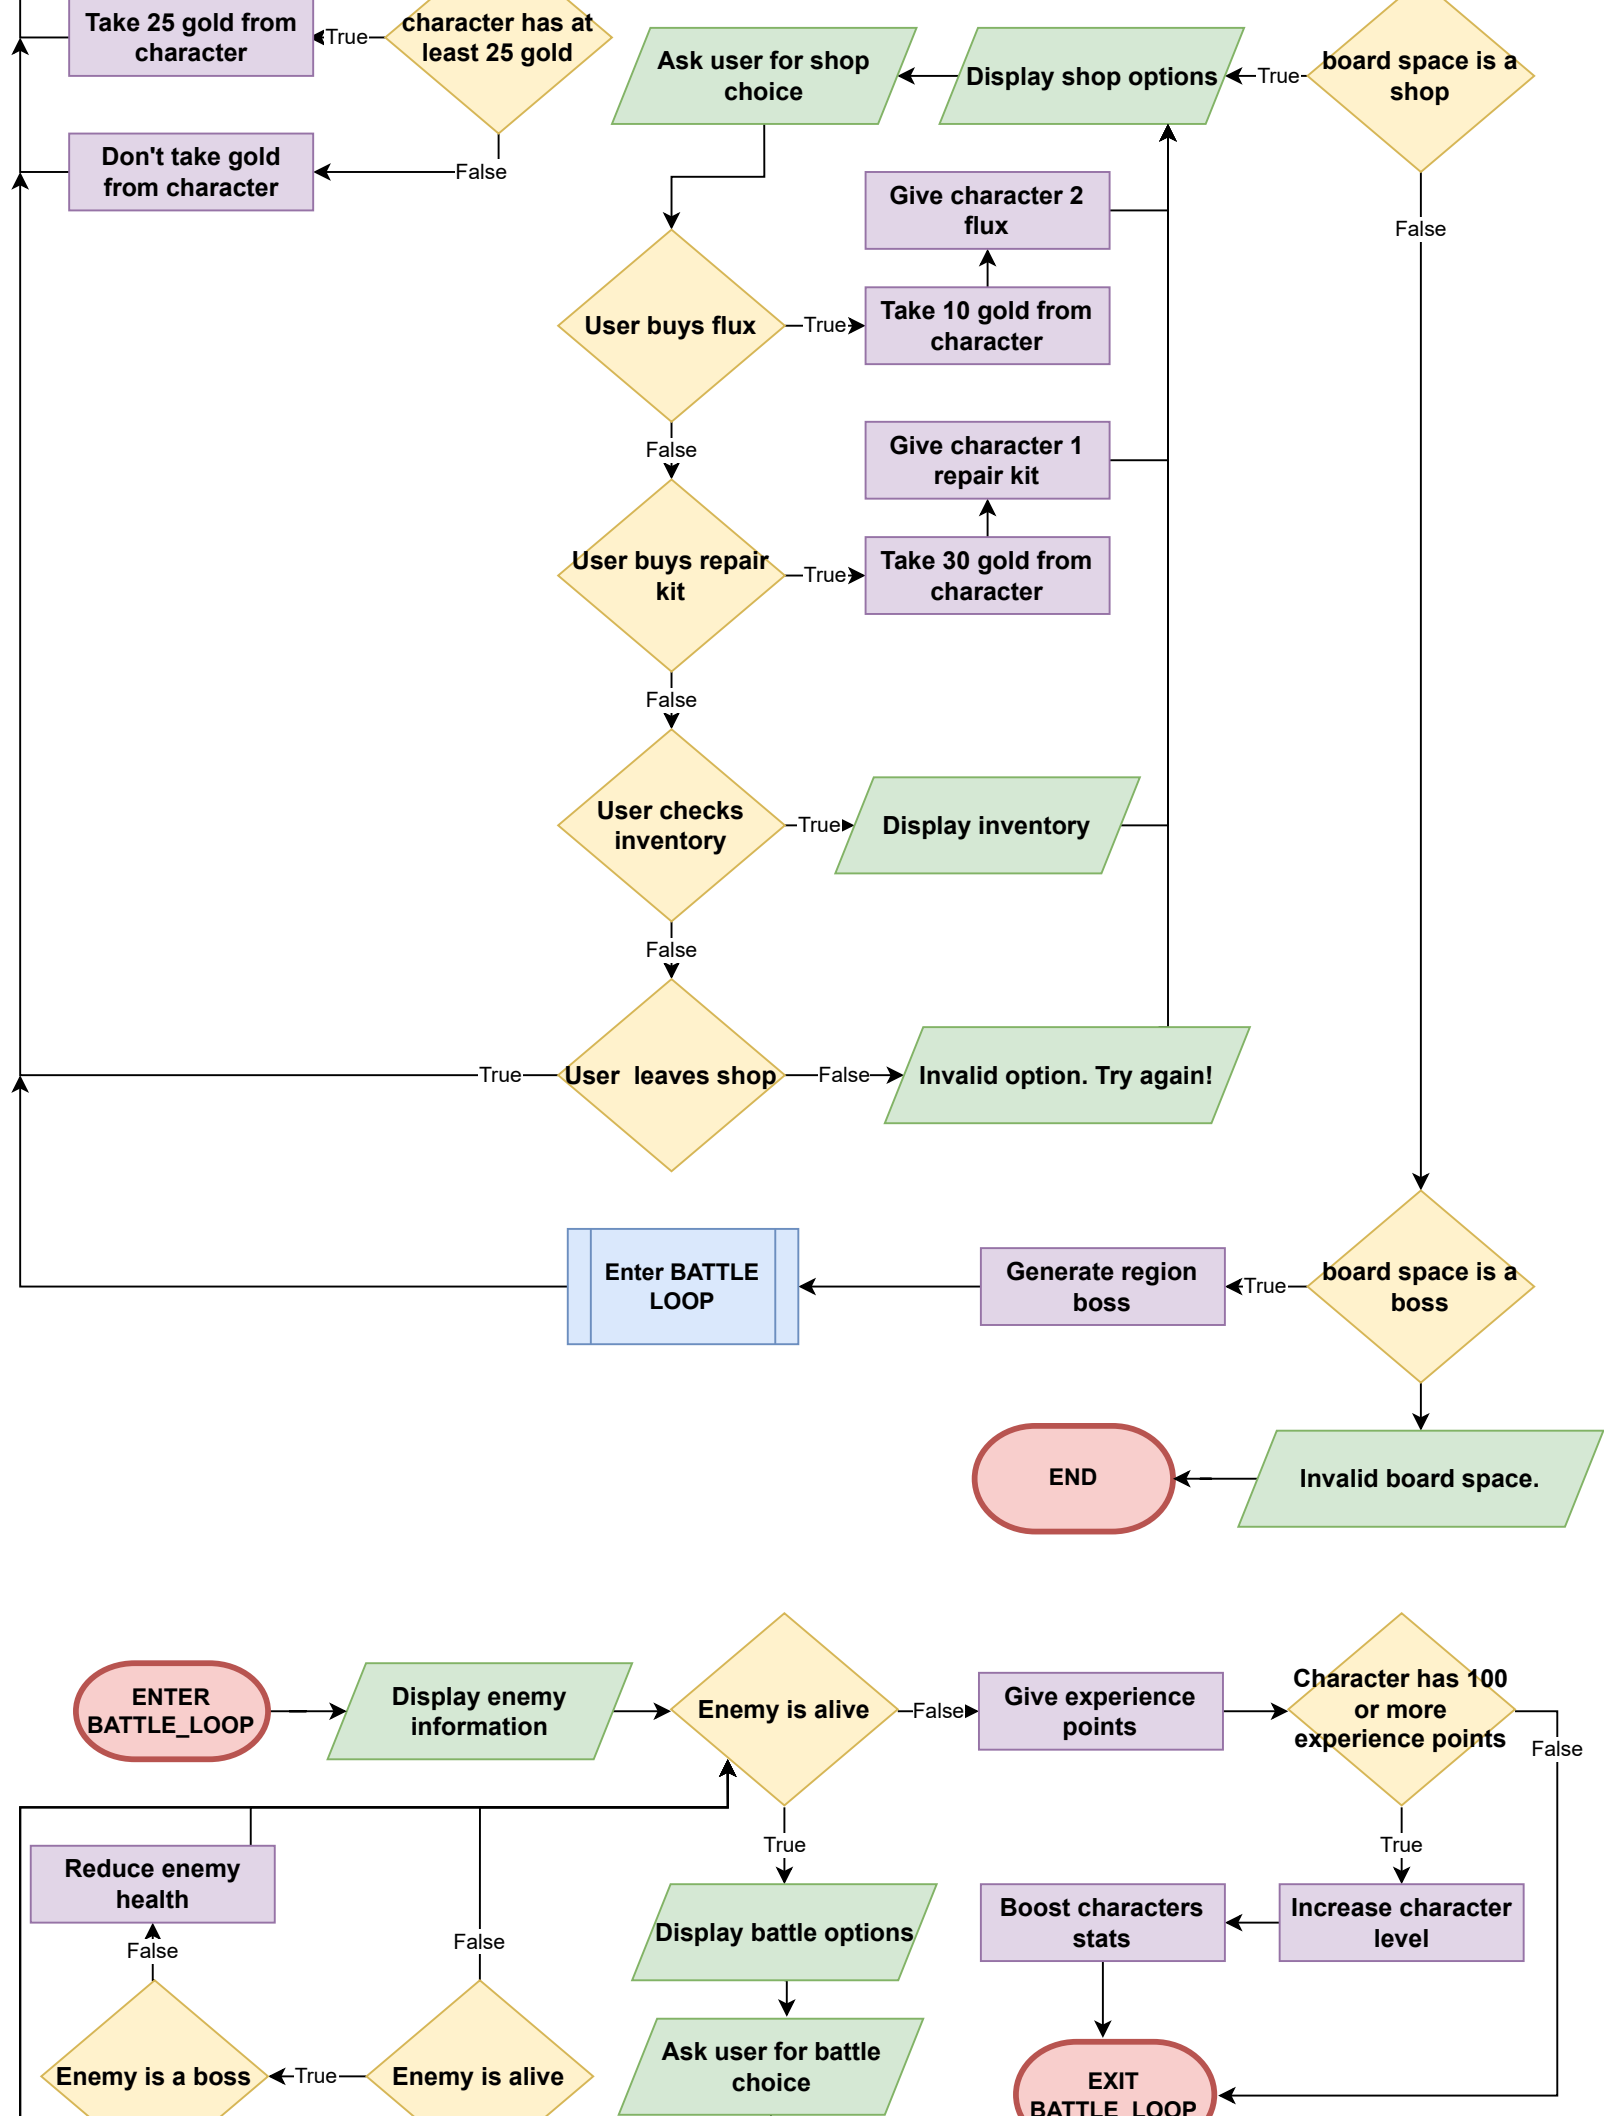 Take 25 gold from
character
True
character has at
least 25 gold
Ask user for shop
choice
Display shop options
True
board space is a
shop
Don't take gold
from character
False
Give character 2
flux
False
User buys flux
True
Take 10 gold from
character
False
Give character 1
repair kit
User buys repair
kit
True
Take 30 gold from
character
False
User checks
inventory
True
Display inventory
False
True
User  leaves shop
False
Invalid option. Try again!
Enter BATTLE
LOOP
Generate region
boss
True
board space is a
boss
END
Invalid board space.
ENTER
BATTLE_LOOP
Display enemy
information
Enemy is alive
False
Give experience
points
Character has 100
or more
experience points
False
True
True
Reduce enemy
health
False
False
Display battle options
Boost characters
stats
Increase character
level
Enemy is a boss
True
Enemy is alive
Ask user for battle
choice
EXIT
BATTLE_LOOP